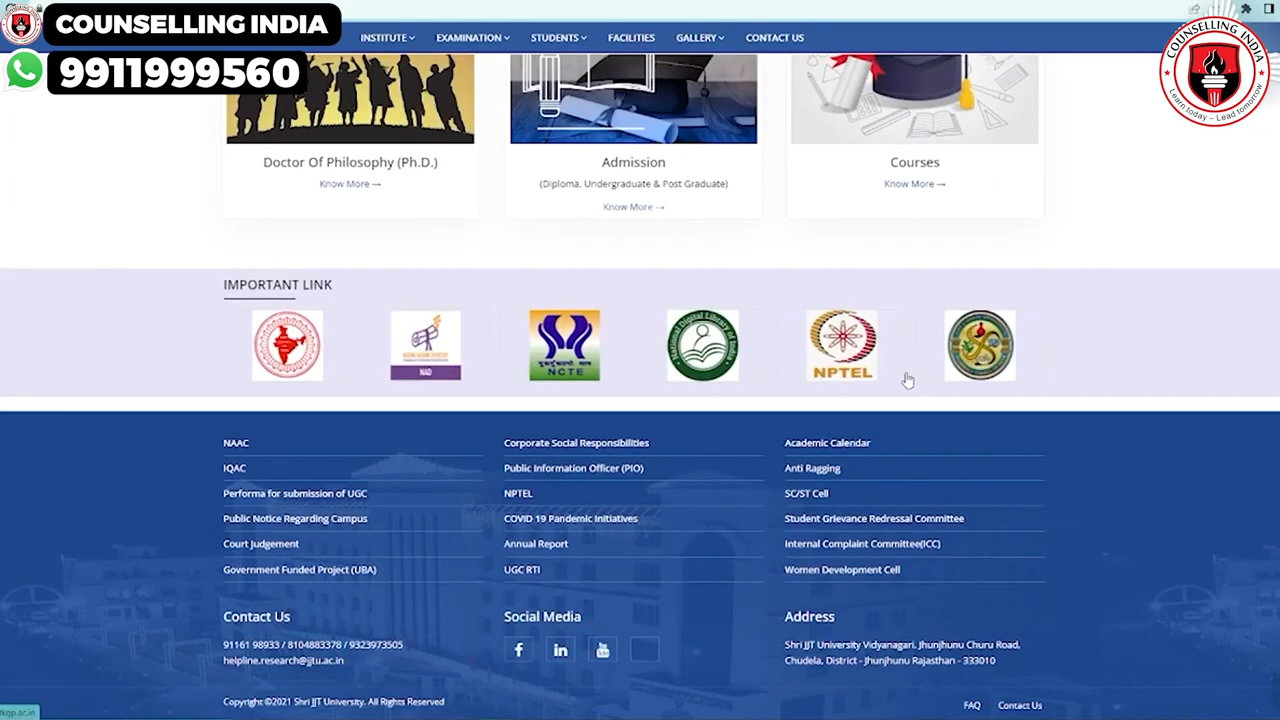 COUNSELLING INDIA
9911999560
INSTITUTE EXAMINATION STUDENTS FACILITIES GALLERY CONTACT US
COUNSELLING INDIA
Learn today – Lead tomorrow
Doctor Of Philosophy (Ph.D.)
Know More →
Admission
(Diploma, Undergraduate & Post Graduate)
Know More →
Courses
Know More →
IMPORTANT LINK
NAD
NCTE
National Digital Library of India
NPTEL
NAAC
IQAC
Performa for submission of UGC
Public Notice Regarding Campus
Court Judgement
Government Funded Project (UBA)
Corporate Social Responsibilities
Public Information Officer (PIO)
NPTEL
COVID 19 Pandemic Initiatives
Annual Report
UGC RTI
Academic Calendar
Anti Ragging
SC/ST Cell
Student Grievance Redressal Committee
Internal Complaint Committee(ICC)
Women Development Cell
Contact Us
91161 98933 / 8104883378 / 9323973505
helpline.research@jjtu.ac.in
Social Media
Address
Shri JJT University Vidyanagari, Jhunjhunu Churu Road,
Chudela, District - Jhunjhunu Rajasthan - 333010
Copyright ©2021 Shri JJT University. All Rights Reserved
FAQ Contact Us